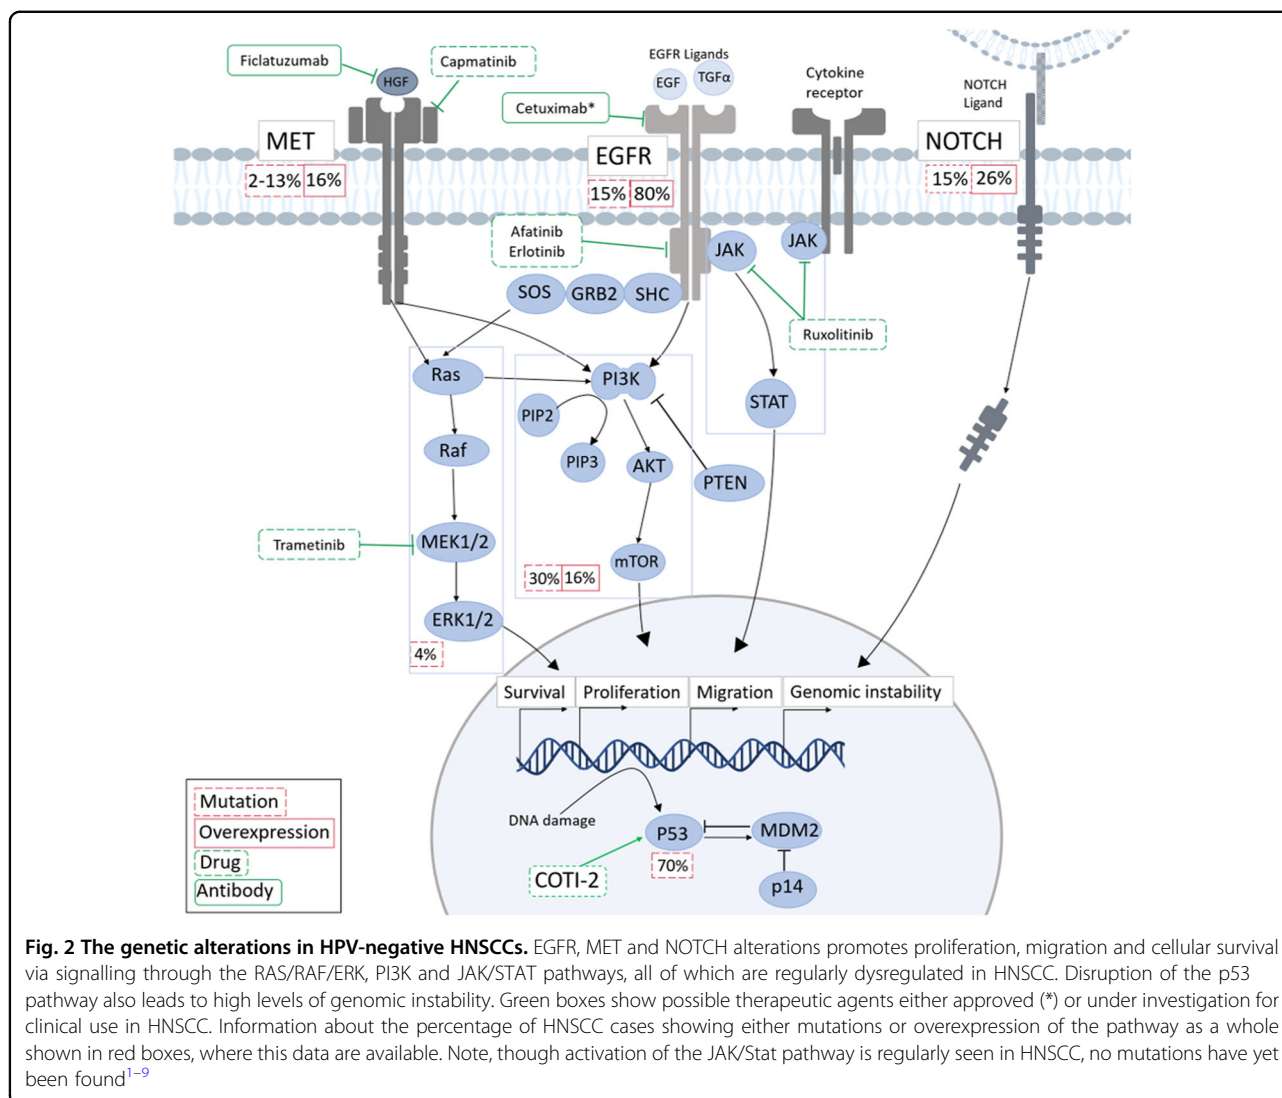 Ficlatuzumab
Capmatinib
HGF
EGFR Ligands
EGF
TGFα
Cytokine
receptor
NOTCH
Ligand
Cetuximab*
MET
2-13% 16%
EGFR
15% 80%
NOTCH
15% 26%
Afatinib
Erlotinib
JAK
JAK
SOS
GRB2
SHC
Ruxolitinib
Ras
PI3K
PIP2
STAT
Raf
PIP3
AKT
PTEN
Trametinib
MEK1/2
mTOR
30% 16%
ERK1/2
4%
Survival
Proliferation
Migration
Genomic instability
DNA damage
P53
MDM2
70%
COTI-2
p14
Mutation
Overexpression
Drug
Antibody
Fig. 2 The genetic alterations in HPV-negative HNSCCs. EGFR, MET and NOTCH alterations promotes proliferation, migration and cellular survival
via signalling through the RAS/RAF/ERK, PI3K and JAK/STAT pathways, all of which are regularly dysregulated in HNSCC. Disruption of the p53
pathway also leads to high levels of genomic instability. Green boxes show possible therapeutic agents either approved (*) or under investigation for
clinical use in HNSCC. Information about the percentage of HNSCC cases showing either mutations or overexpression of the pathway as a whole
shown in red boxes, where this data are available. Note, though activation of the JAK/Stat pathway is regularly seen in HNSCC, no mutations have yet
been found1–9